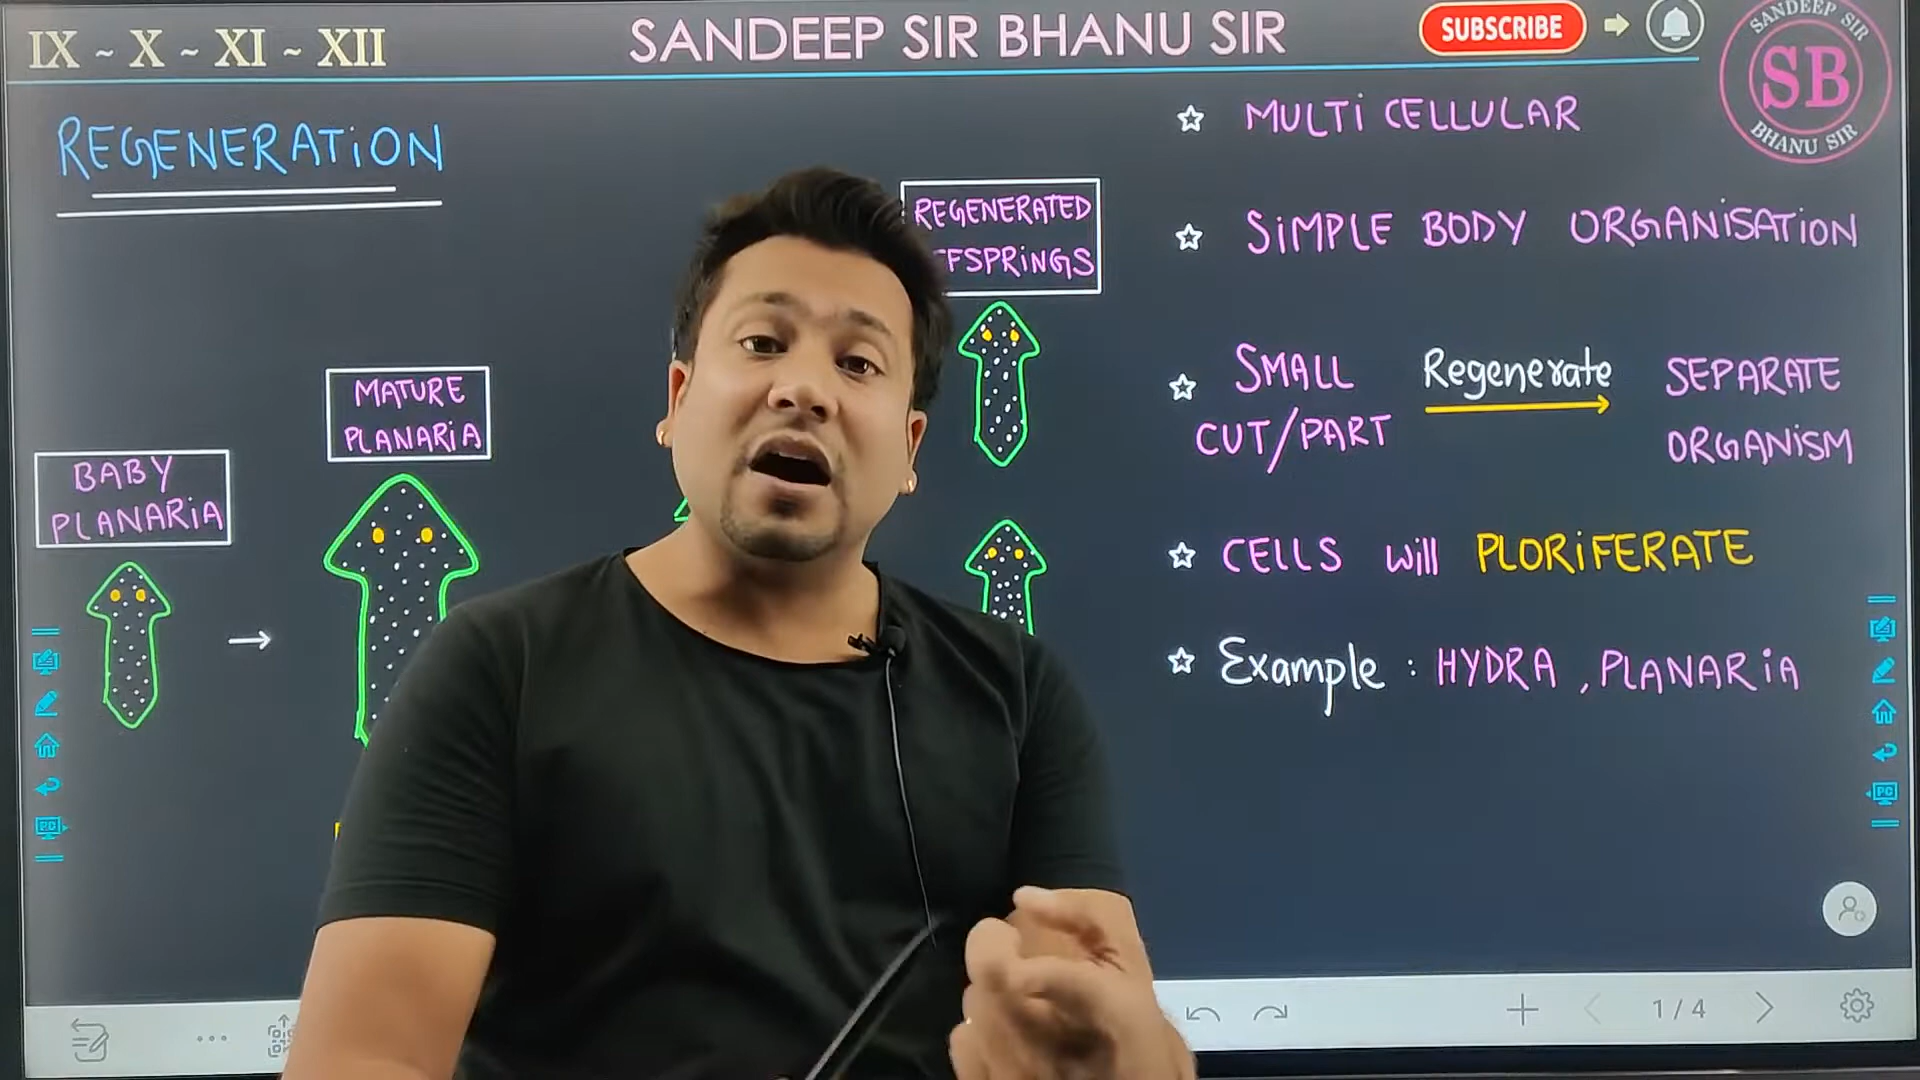 IX ~ X ~ XI ~ XII
SANDEEP SIR BHANU SIR
SUBSCRIBE
SANDEEP SIR
SB
BHANU SIR
REGENERATiON
BABY
PLANARiA
MATURE
PLANARiA
REGENERATED
FSPRiNGS
MULTi CELLULAR
SiMPLE BODY ORGANiSATiON
SMALL
CUT/PART
Regenerate
SEPARATE
ORGANiSM
CELLS will PLORiFERATE
Example : HYDRA , PLANARiA
PC
PC
1 / 4